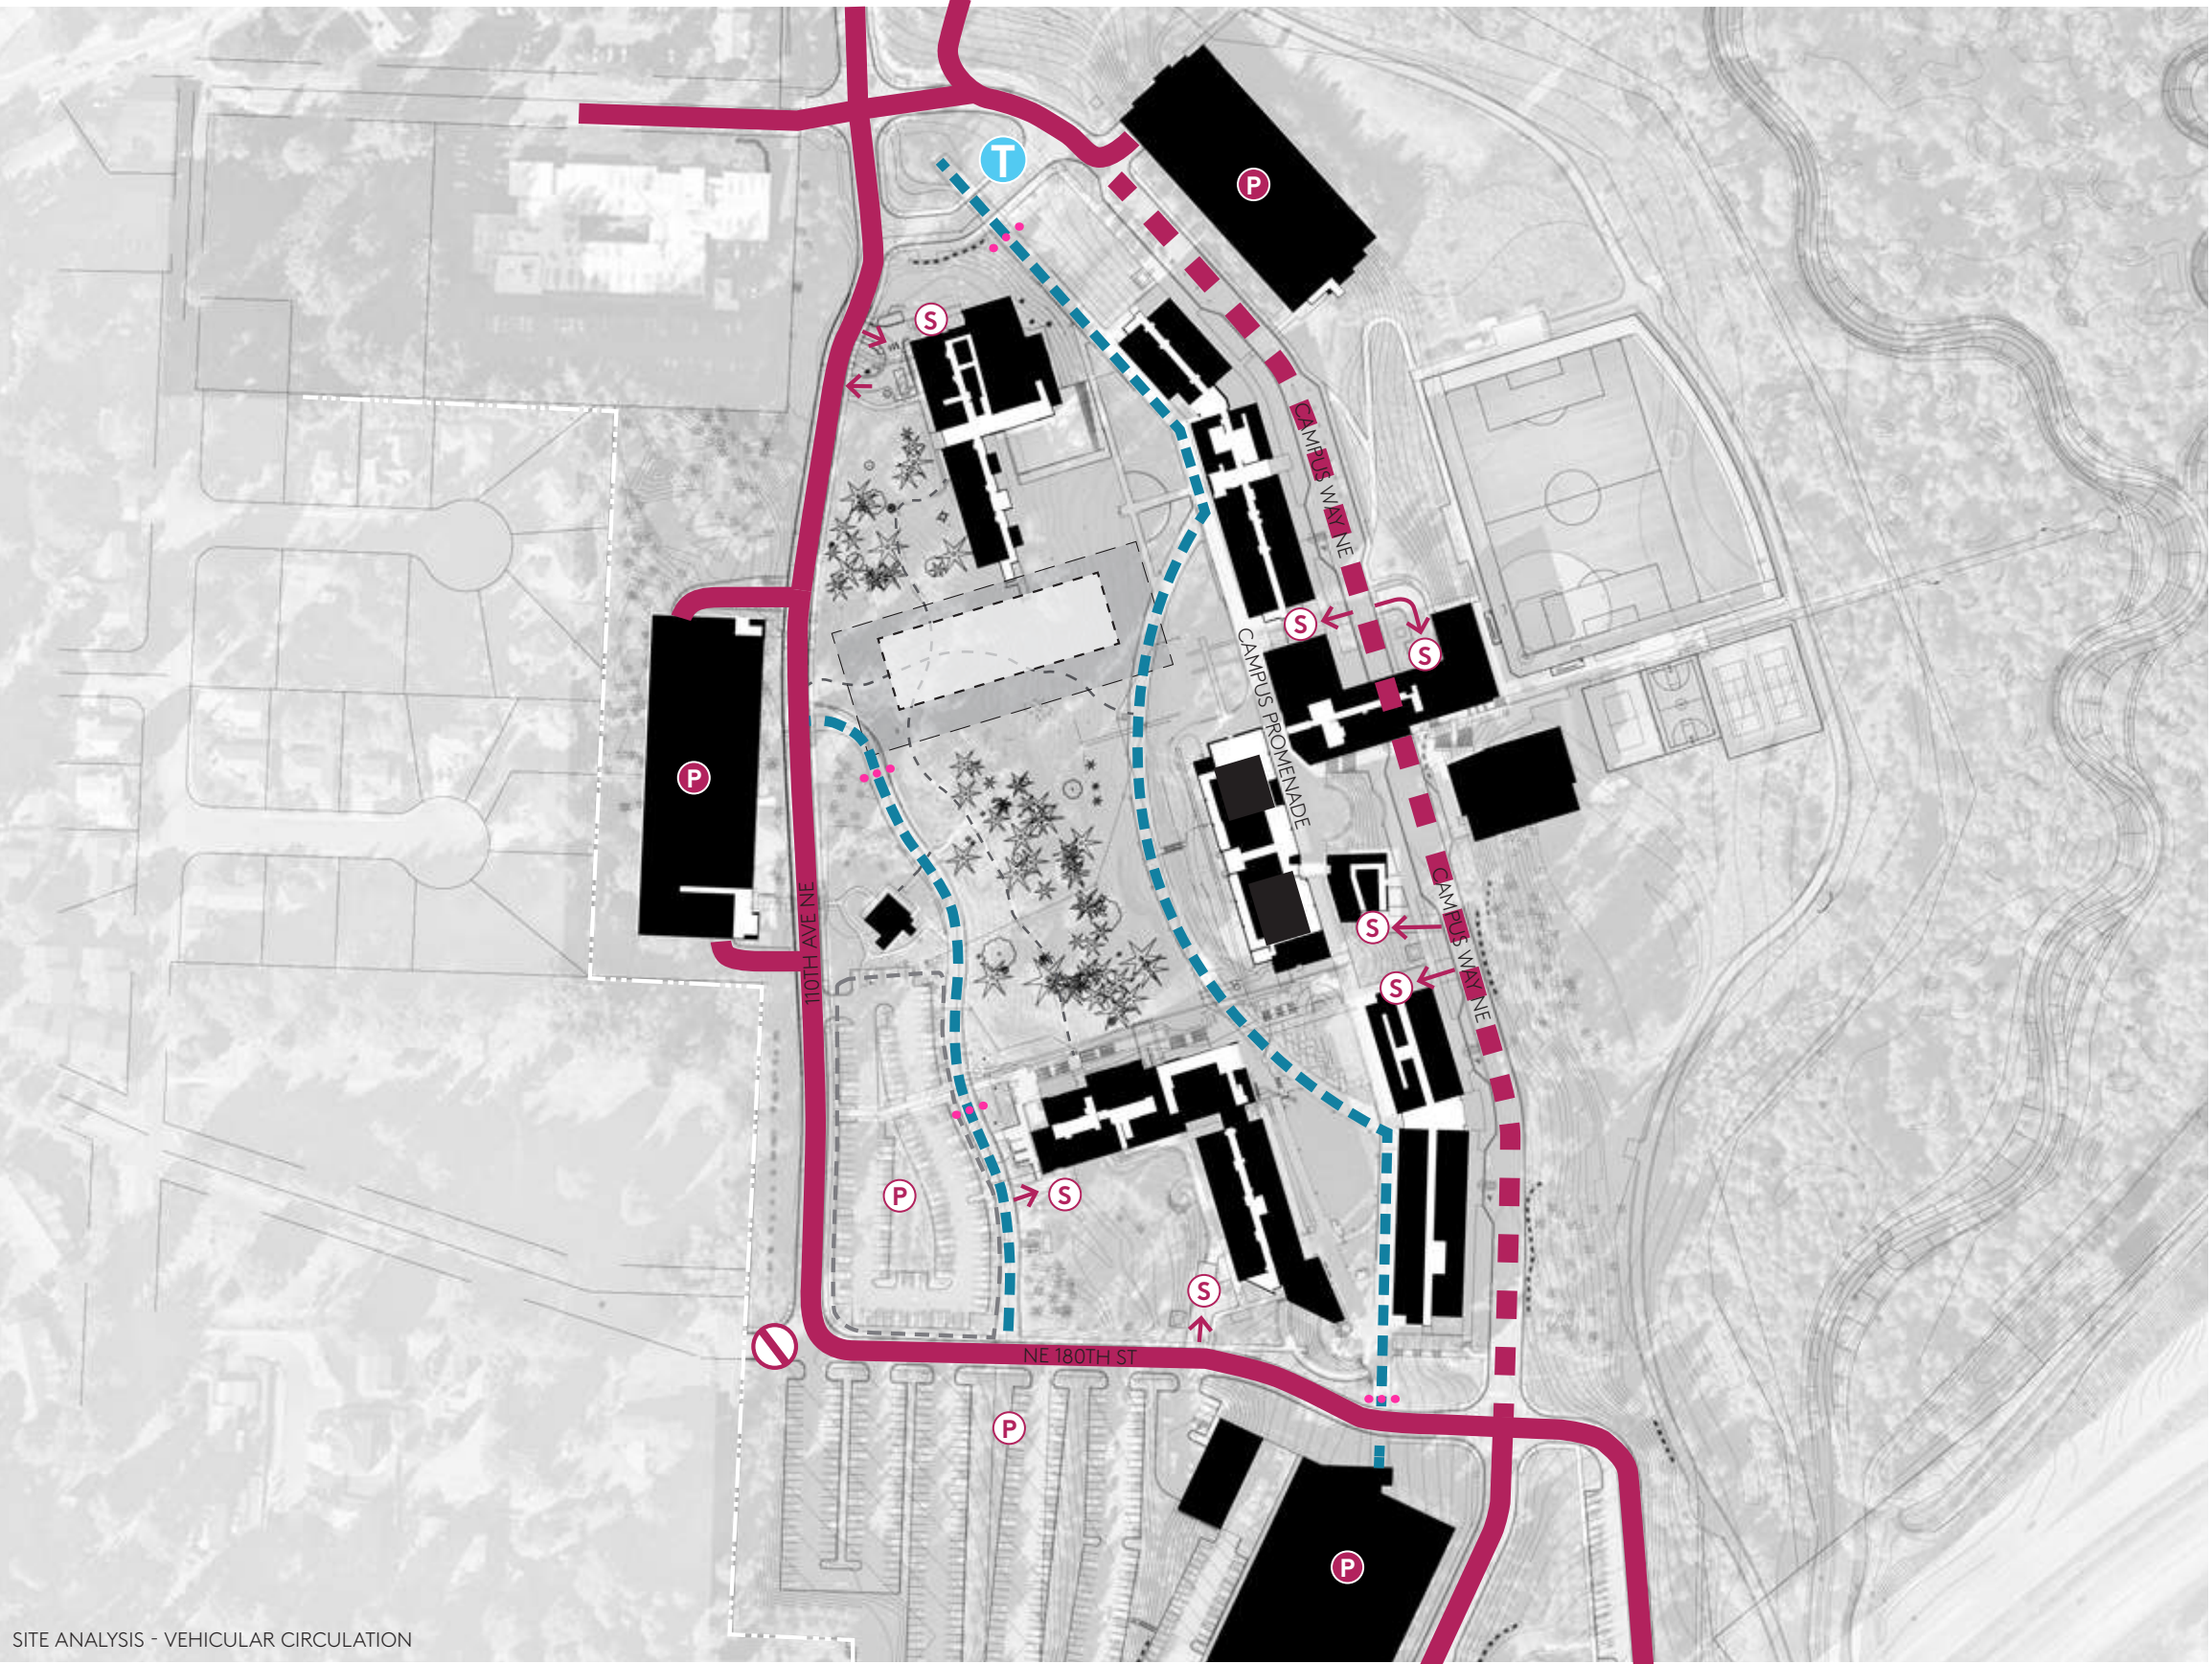 T
P
S
CAMPUS WAY NE
S
S
CAMPUS PROMENADE
P
110TH AVE NE
CAMPUS WAY NE
S
S
P
S
S
NE 180TH ST
P
P
SITE ANALYSIS - VEHICULAR CIRCULATION